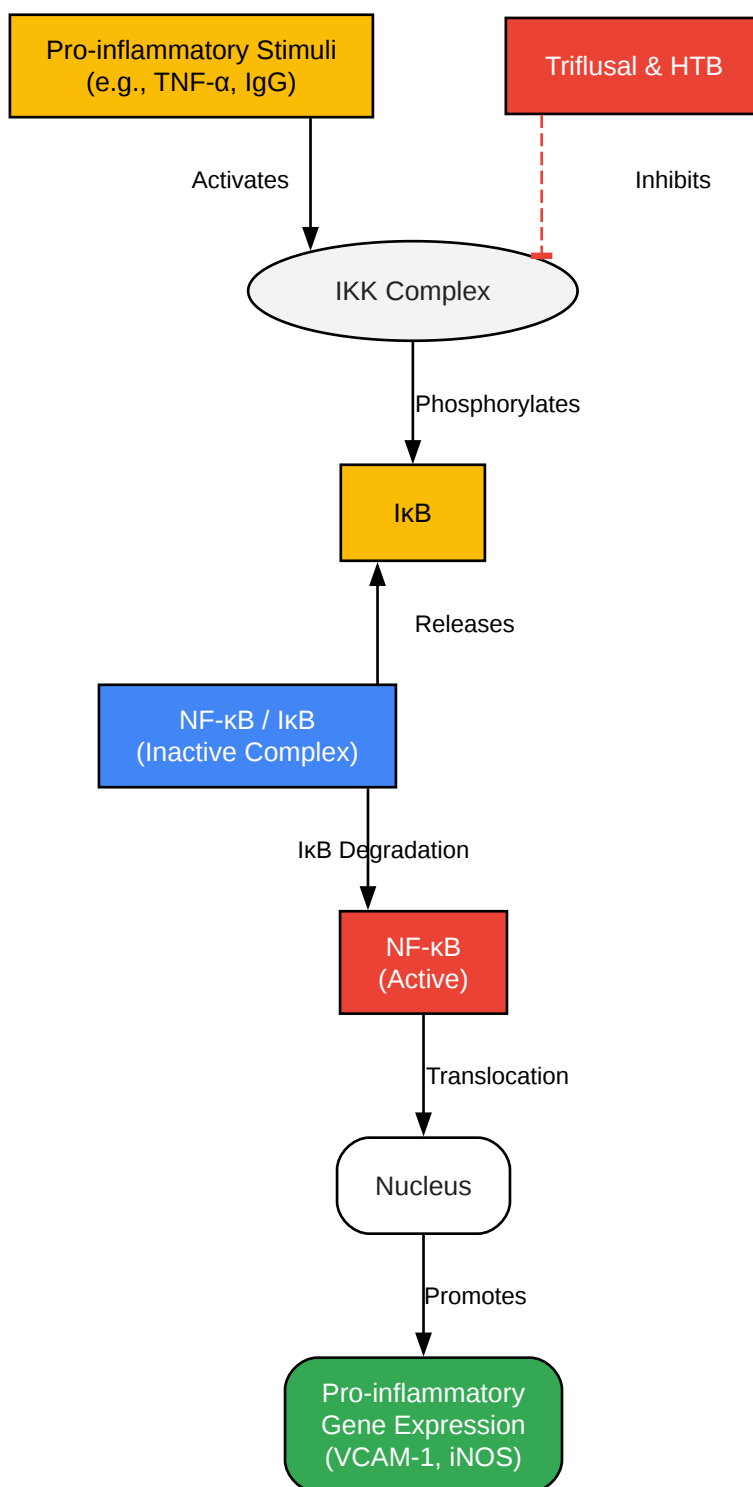 Pro-inflammatory Stimuli
(e.g., TNF-α, IgG)
Triflusal & HTB
Activates
Inhibits
IKK Complex
Phosphorylates
IκB
Releases
NF-κB / IκB
(Inactive Complex)
IκB Degradation
NF-κB
(Active)
Translocation
Nucleus
Promotes
Pro-inflammatory
Gene Expression
(VCAM-1, iNOS)